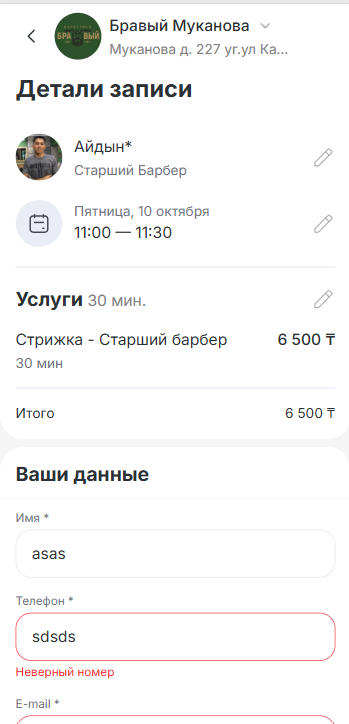 БРАВЫЙ
Бравый Муканова
Муканова д. 227 уг.ул Ка...
Детали записи
Айдын*
Старший Барбер
Пятница, 10 октября
11:00 — 11:30
Услуги 30 мин.
Стрижка - Старший барбер 6 500 ₸
30 мин
Итого 6 500 ₸
Ваши данные
Имя *
asas
Телефон *
sdsds
Неверный номер
E-mail *